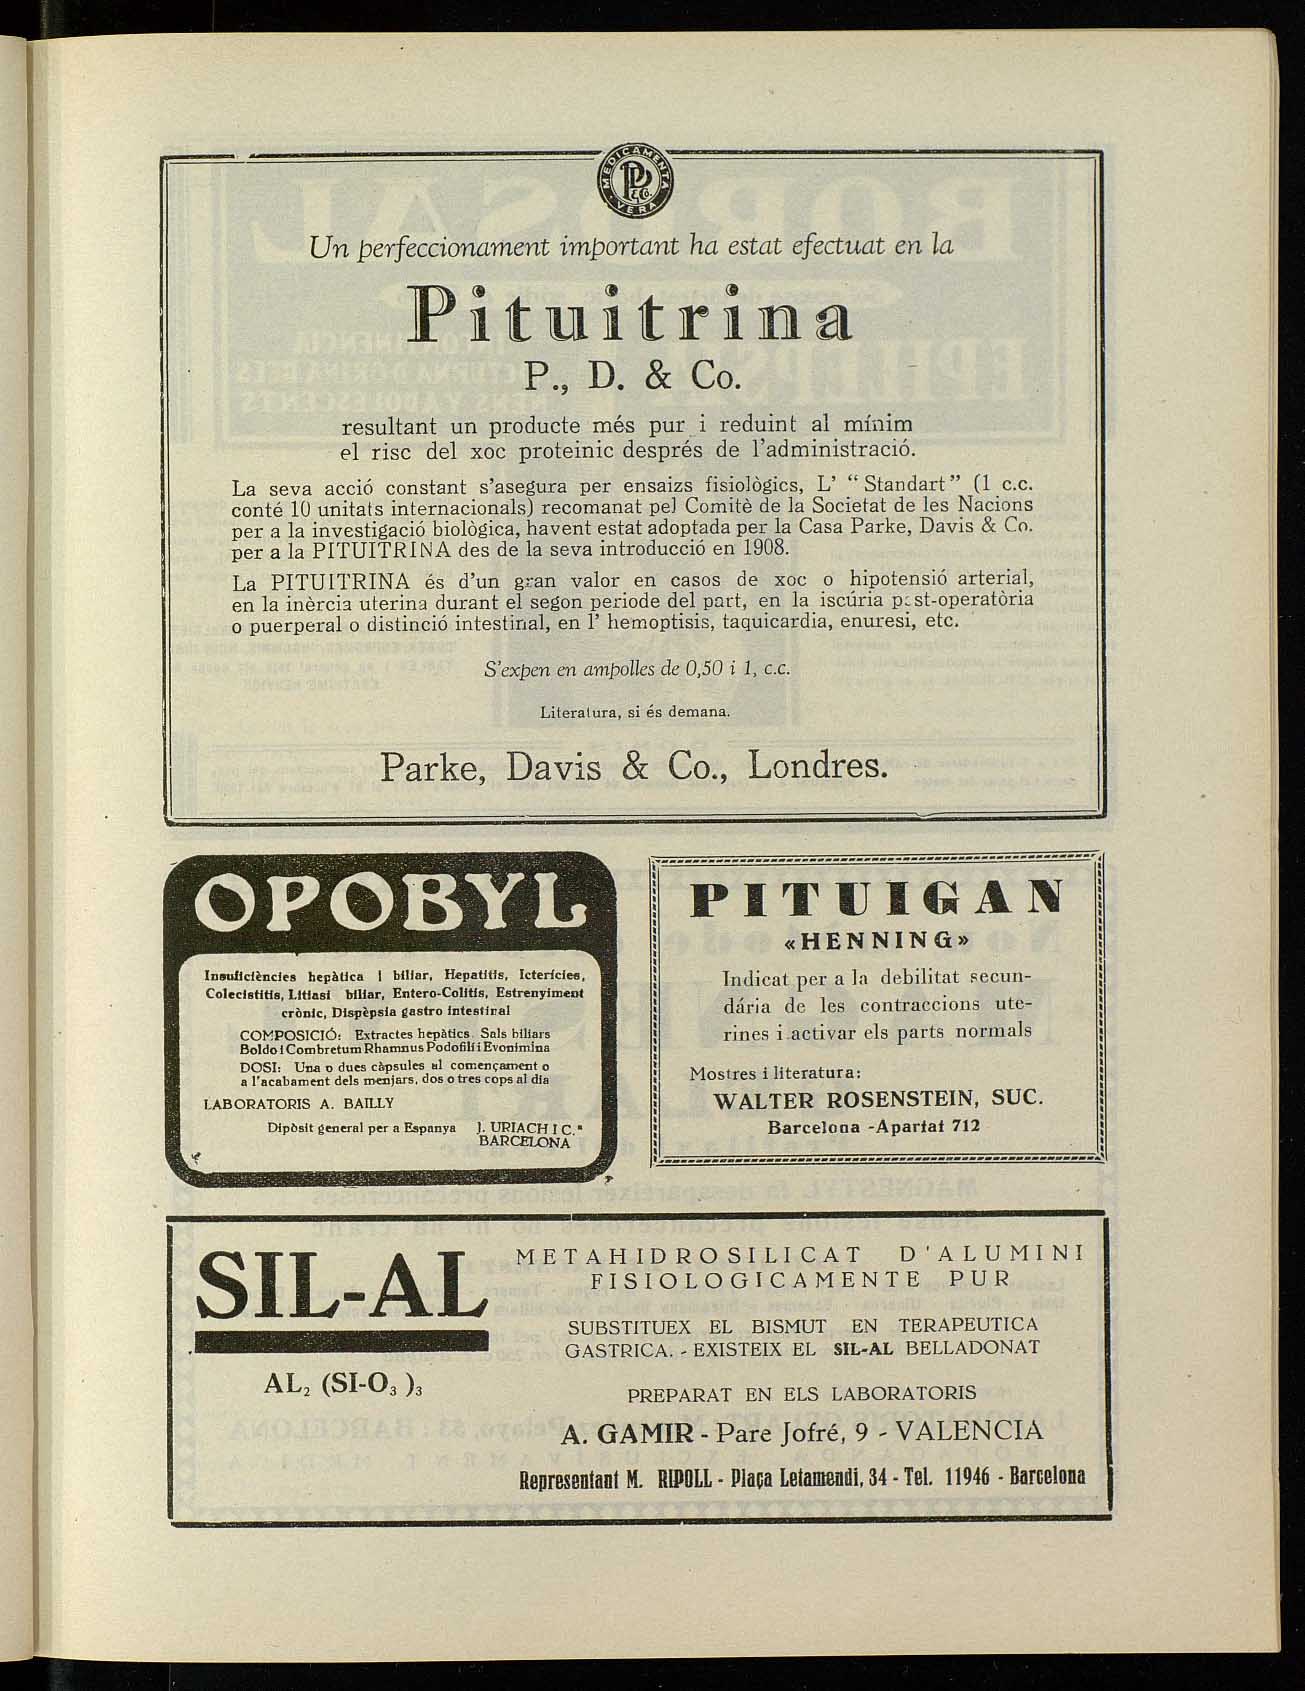 MEDICAMENTA
P D & Co.
VERA
Un perfeccionament important ha estat efectuat en la
Pituitrina
P., D. & Co.
resultant un producte més pur i reduint al mínim
el risc del xoc proteinic després de l'administració.
La seva acció constant s'asegura per ensaizs fisiològics, L' “Standart” (1 c.c.
conté 10 unitats internacionals) recomanat pel Comitè de la Societat de les Nacions
per a la investigació biològica, havent estat adoptada per la Casa Parke, Davis & Co.
per a la PITUITRINA des de la seva introducció en 1908.
La PITUITRINA és d'un gran valor en casos de xoc o hipotensió arterial,
en la inèrcia uterina durant el segon periode del part, en la iscúria post-operatòria
o puerperal o distinció intestinal, en l' hemoptisis, taquicardia, enuresi, etc.
S'expen en ampolles de 0,50 i 1, c.c.
Literatura, si és demana.
Parke, Davis & Co., Londres.
OPOBYL
Insuficiències hepàtica i biliar, Hepatitis, Icterícies,
Colecistitis, Litiasi biliar, Entero-Colitis, Estrenyiment
crònic, Dispèpsia gastro intestinal
COMPOSICIÓ: Extractes hepàtics Sals biliars
Boldo i Combretum Rhamnus Podofili i Evonimina
DOSI: Una o dues càpsules al començament o
a l'acabament dels menjars, dos o tres cops al dia
LABORATORIS A. BAILLY
Dipòsit general per a Espanya J. URIACH I C.ª
BARCELONA
PITUIGAN
«HENNING»
Indicat per a la debilitat secun-
dária de les contraccions ute-
rines i activar els parts normals
Mostres i literatura:
WALTER ROSENSTEIN, SUC.
Barcelona -Apartat 712
SIL-AL
AL₂ (SI-O₃ )₃
METAHIDROSILICAT D'ALUMINI
FISIOLOGICAMENTE PUR
SUBSTITUEX EL BISMUT EN TERAPEUTICA
GASTRICA. - EXISTEIX EL SIL-AL BELLADONAT
PREPARAT EN ELS LABORATORIS
A. GAMIR - Pare Jofré, 9 - VALENCIA
Representant M. RIPOLL - Plaça Letamendi, 34 - Tel. 11946 - Barcelona